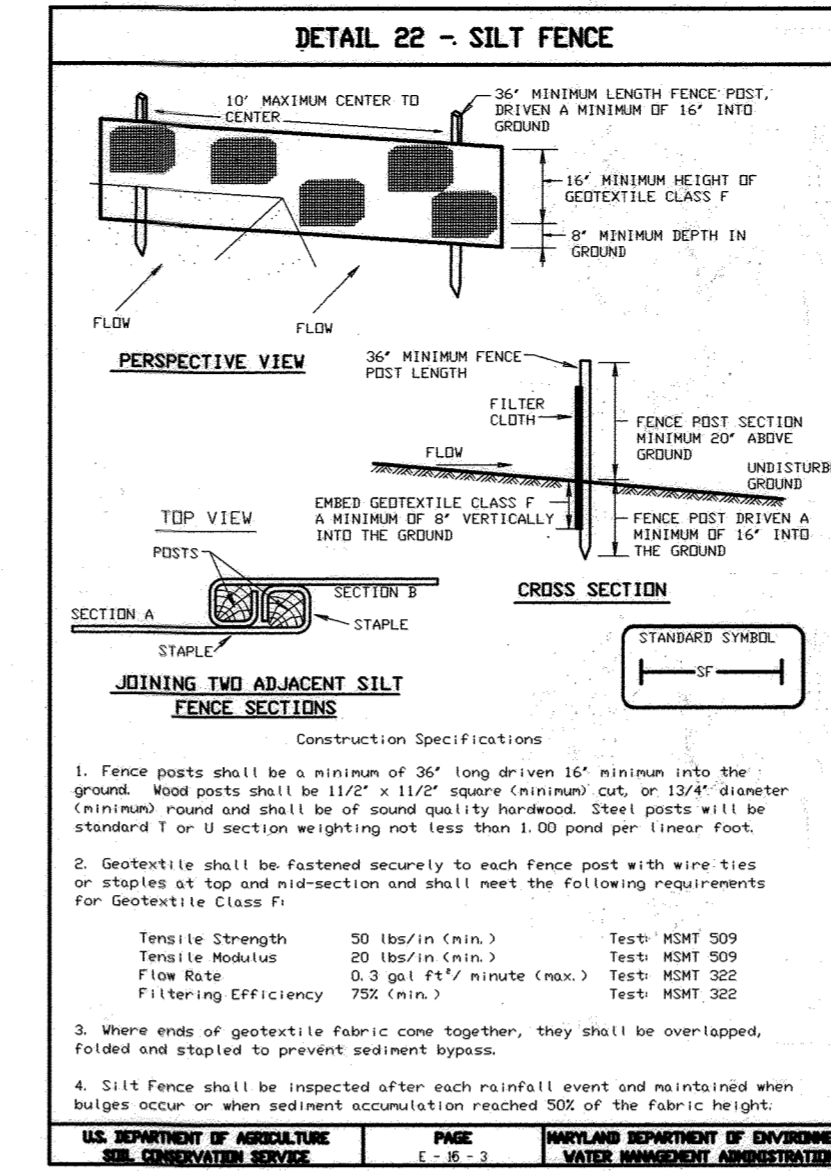 DETAIL 22 - SILT FENCE
10' MAXIMUM CENTER TO
CENTER
36" MINIMUM LENGTH FENCE POST,
DRIVEN A MINIMUM OF 16" INTO
GROUND
16" MINIMUM HEIGHT OF
GEOTEXTILE CLASS F
8" MINIMUM DEPTH IN
GROUND
FLOW
FLOW
PERSPECTIVE VIEW
36" MINIMUM FENCE
POST LENGTH
FILTER
CLOTH
FENCE POST SECTION
MINIMUM 20" ABOVE
GROUND
FLOW
UNDISTURBE
GROUND
EMBED GEOTEXTILE CLASS F
A MINIMUM OF 8" VERTICALLY
INTO THE GROUND
FENCE POST DRIVEN A
MINIMUM OF 16" INTO
THE GROUND
CROSS SECTION
TOP VIEW
POSTS
SECTION B
SECTION A
STAPLE
STAPLE
JOINING TWO ADJACENT SILT
FENCE SECTIONS
STANDARD SYMBOL
SF
Construction Specifications
1. Fence posts shall be a minimum of 36" long driven 16" minimum into the
ground. Wood posts shall be 11/2" x 11/2" square (minimum) cut, or 13/4" diameter
(minimum) round and shall be of sound quality hardwood. Steel posts will be
standard T or U section weighting not less than 1.00 pond per linear foot.
2. Geotextile shall be fastened securely to each fence post with wire ties
or staples at top and mid-section and shall meet the following requirements
for Geotextile Class F:
Tensile Strength 50 lbs/in (min.) Test: MSMT 509
Tensile Modulus 20 lbs/in (min.) Test: MSMT 509
Flow Rate 0.3 gal ft²/ minute (max.) Test: MSMT 322
Filtering Efficiency 75% (min.) Test: MSMT 322
3. Where ends of geotextile fabric come together, they shall be overlapped,
folded and stapled to prevent sediment bypass.
4. Silt Fence shall be inspected after each rainfall event and maintained when
bulges occur or when sediment accumulation reached 50% of the fabric height.
U.S. DEPARTMENT OF AGRICULTURE
SOIL CONSERVATION SERVICE
PAGE
E - 16 - 3
MARYLAND DEPARTMENT OF ENVIRONME
WATER MANAGEMENT ADMINISTRATIO